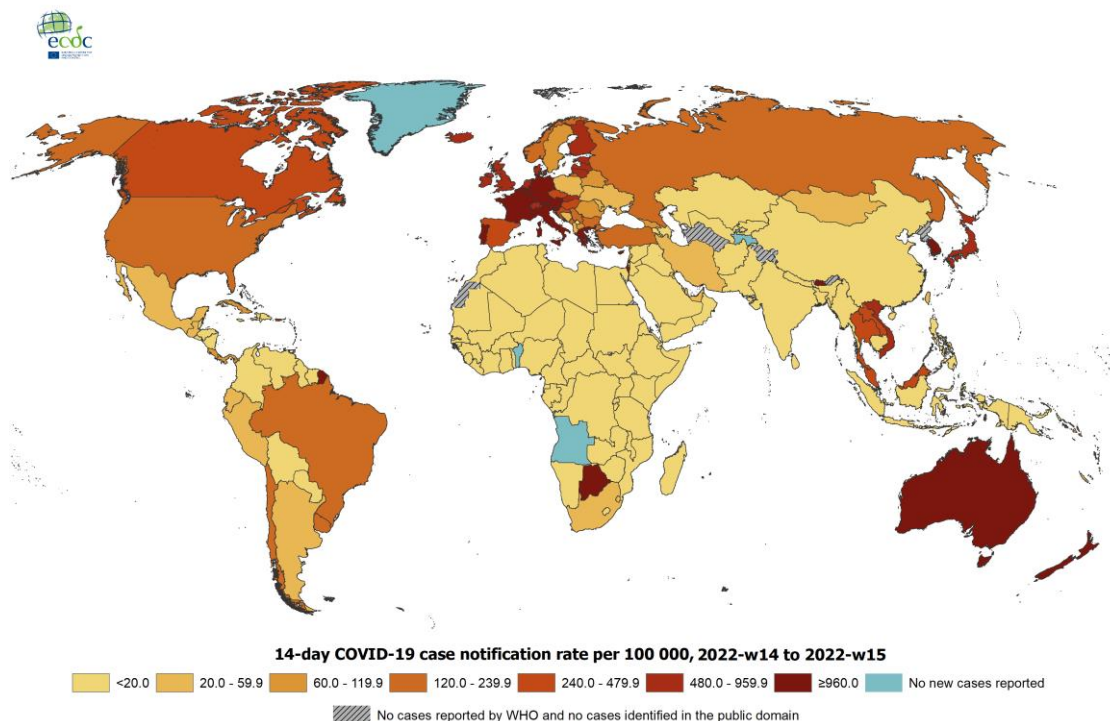 ecdc
14-day COVID-19 case notification rate per 100 000, 2022-w14 to 2022-w15
<20.0 20.0 - 59.9 60.0 - 119.9 120.0 - 239.9 240.0 - 479.9 480.0 - 959.9 ≥960.0 No new cases reported
No cases reported by WHO and no cases identified in the public domain